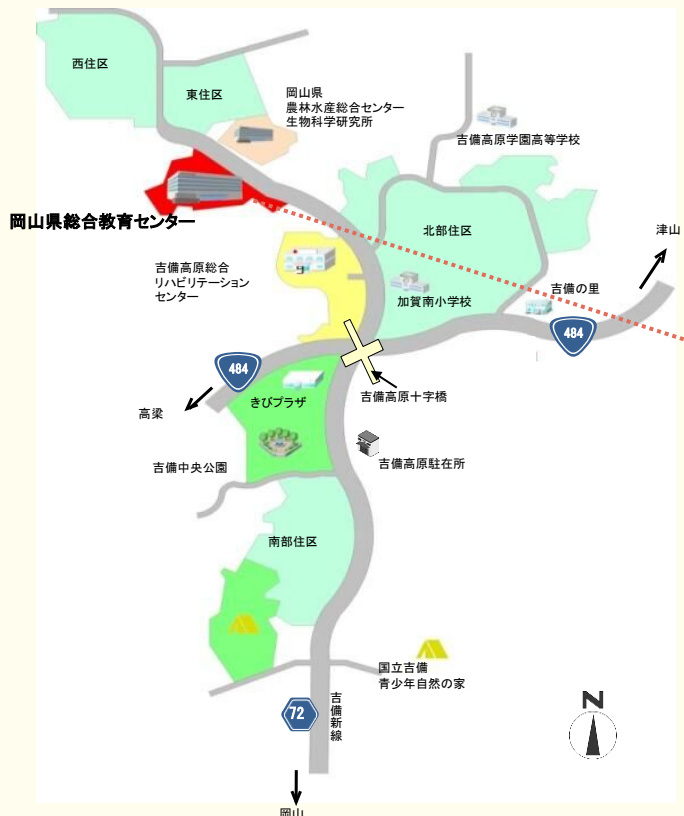 西住区
東住区
岡山県
農林水産総合センター
生物科学研究所
吉備高原学園高等学校
岡山県総合教育センター
北部住区
津山
吉備高原総合
リハビリテーション
センター
加賀南小学校
吉備の里
484
484
きびプラザ
吉備高原十字橋
高梁
吉備中央公園
吉備高原駐在所
南部住区
国立吉備
青少年自然の家
72
吉備新線
N
岡山